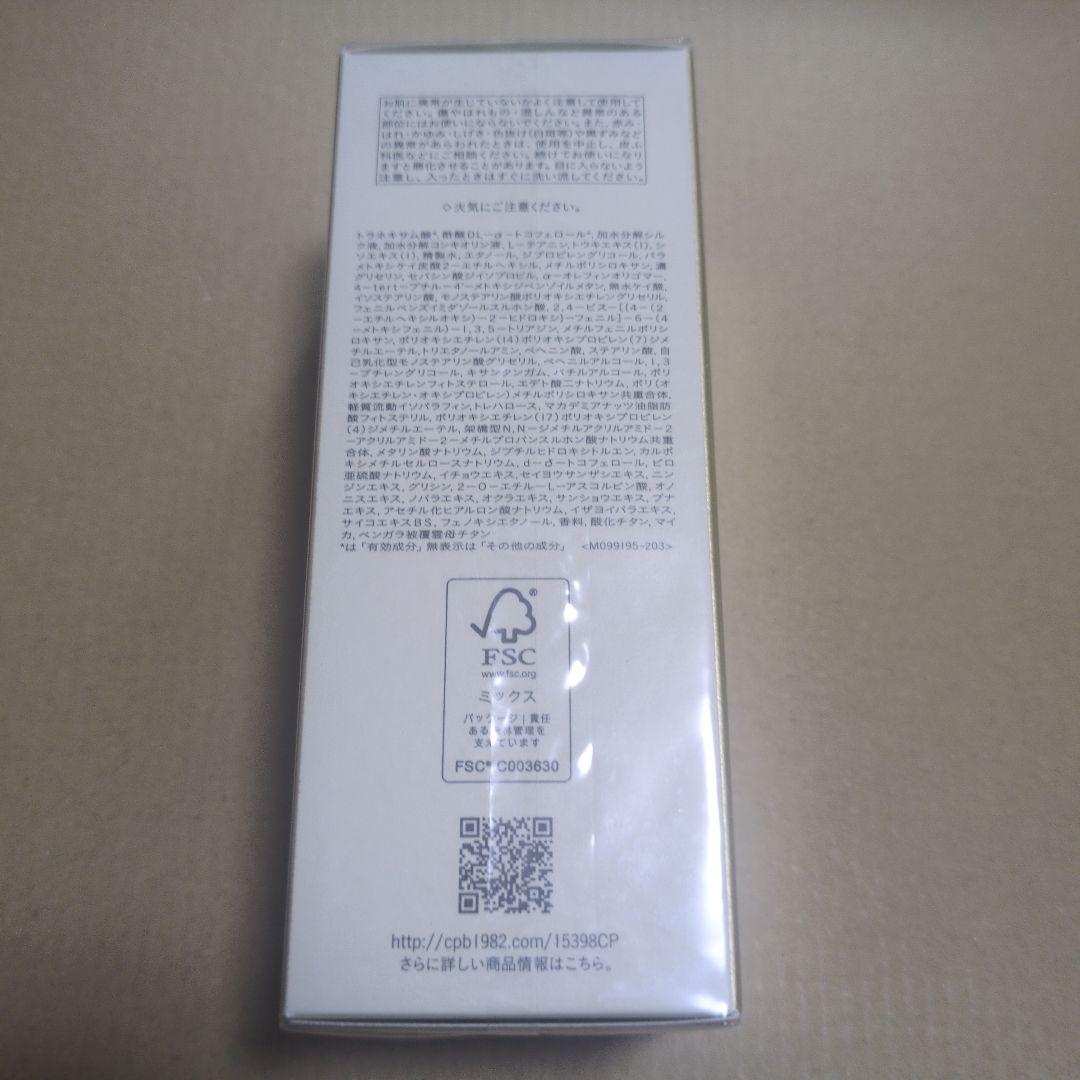 お肌に異常が生じていないかよく注意して使用して
ください。傷やはれもの・湿しんなど異常のある
部位にはお使いにならないでください。また、赤み・
はれ・かゆみ・しげき・色抜け(白斑等)や黒ずみなど
の異常があらわれたときは、使用を中止し、皮ふ
科医などにご相談ください。続けてお使いになり
ますと悪化させることがあります。目に入らないよう
注意し、入ったときはすぐに洗い流してください。
◇火気にご注意ください。
トラネキサム酸*, 酢酸DL-α-トコフェロール*, 加水分解シル
ク液, 加水分解コンキオリン液, L-テアニン, トウキエキス(1), シ
ソエキス(1), 精製水, エタノール, ジプロピレングリコール, パラ
メトキシケイ皮酸2-エチルヘキシル, メチルポリシロキサン, 濃
グリセリン, セバシン酸ジイソプロピル, α-オレフィンオリゴマー,
4-tert-ブチル-4'-メトキシジベンゾイルメタン, 無水ケイ酸,
イソステアリン酸, モノステアリン酸ポリオキシエチレングリセリル,
フェニルベンズイミダゾールスルホン酸, 2,4-ビス-[{4-(2
-エチルヘキシルオキシ)-2-ヒドロキシ}-フェニル]-6-(4
-メトキシフェニル)-1,3,5-トリアジン, メチルフェニルポリシ
ロキサン, ポリオキシエチレン(14)ポリオキシプロピレン(7)ジメ
チルエーテル, トリエタノールアミン, ベヘニン酸, ステアリン酸, 自
己乳化型モノステアリン酸グリセリル, ベヘニルアルコール, 1,3
-ブチレングリコール, キサンタンガム, バチルアルコール, ポリ
オキシエチレンフィトステロール, エデト酸二ナトリウム, ポリ(オ
キシエチレン・オキシプロピレン)メチルポリシロキサン共重合体,
軽質流動イソパラフィン, トレハロース, マカデミアナッツ油脂肪
酸フィトステリル, ポリオキシエチレン(17)ポリオキシプロピレン
(4)ジメチルエーテル, 架橋型N,N-ジメチルアクリルアミド-2
-アクリルアミド-2-メチルプロパンスルホン酸ナトリウム共重
合体, メタリン酸ナトリウム, ジブチルヒドロキシトルエン, カルボ
キシメチルセルロースナトリウム, d-δ-トコフェロール, ピロ
亜硫酸ナトリウム, イチョウエキス, セイヨウサンザシエキス, ニン
ジンエキス, グリシン, 2-O-エチル-L-アスコルビン酸, オノ
ニスエキス, ノバラエキス, オクラエキス, サンショウエキス, ブナ
エキス, アセチル化ヒアルロン酸ナトリウム, イザヨイバラエキス,
サイコエキスBS, フェノキシエタノール, 香料, 酸化チタン, マイ
カ, ベンガラ被覆雲母チタン
*は「有効成分」無表示は「その他の成分」 <M099195-203>
®
FSC
www.fsc.org
ミックス
パッケージ | 責任
ある森林管理を
支えています
FSC® C003630
http://cpb1982.com/15398CP
さらに詳しい商品情報はこちら。